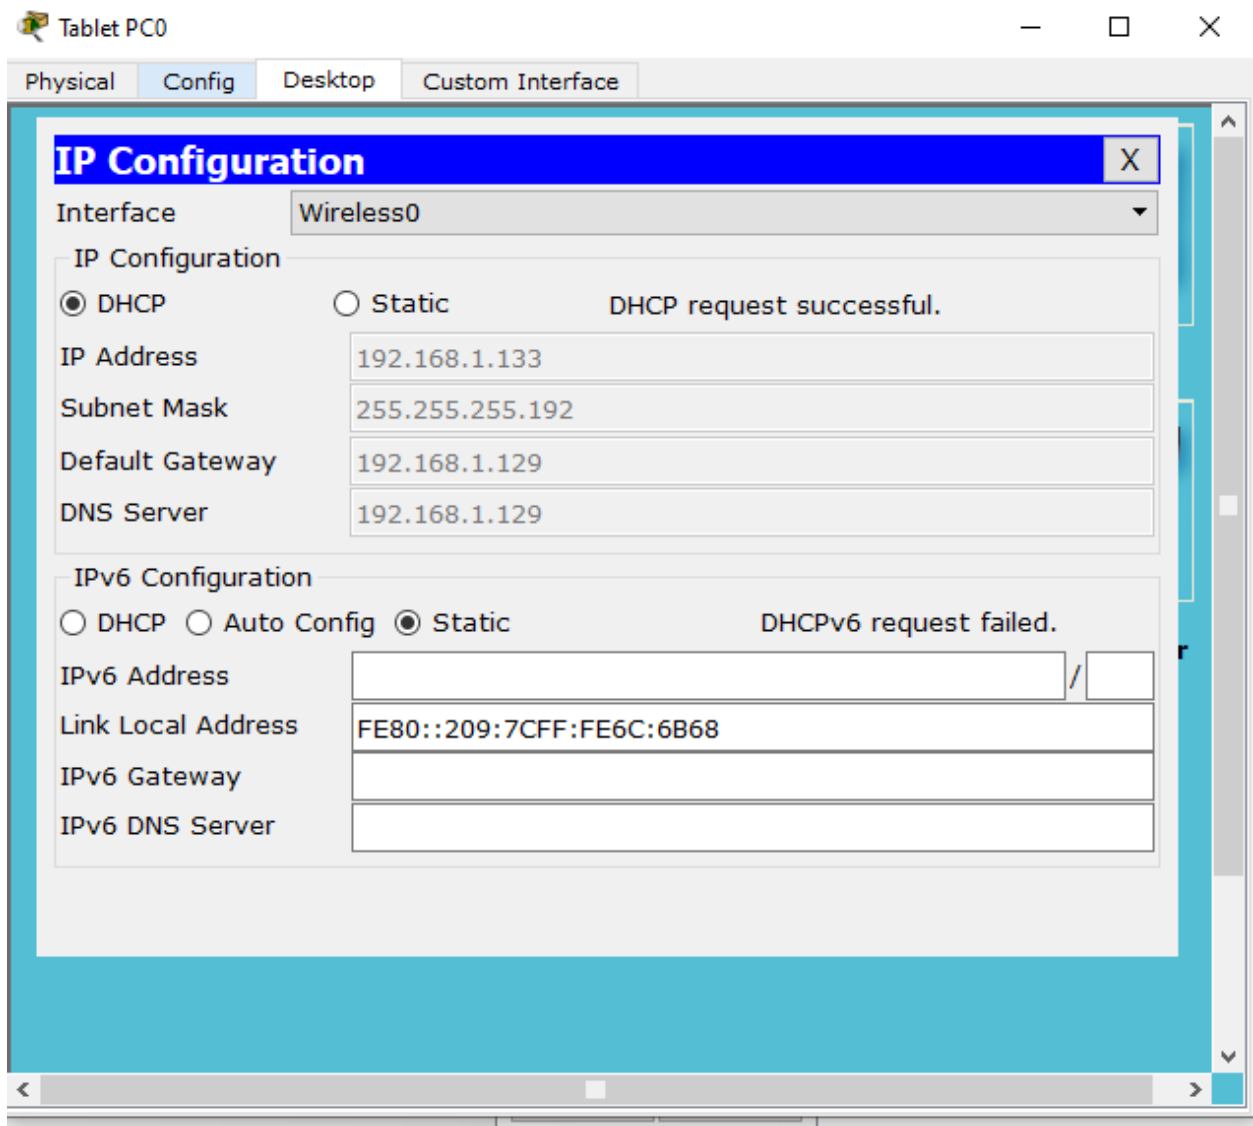 Tablet PC0
Physical Config Desktop Custom Interface
IP Configuration X
Interface Wireless0
IP Configuration
DHCP Static DHCP request successful.
IP Address 192.168.1.133
Subnet Mask 255.255.255.192
Default Gateway 192.168.1.129
DNS Server 192.168.1.129
IPv6 Configuration
DHCP Auto Config Static DHCPv6 request failed.
IPv6 Address /
Link Local Address FE80::209:7CFF:FE6C:6B68
IPv6 Gateway
IPv6 DNS Server